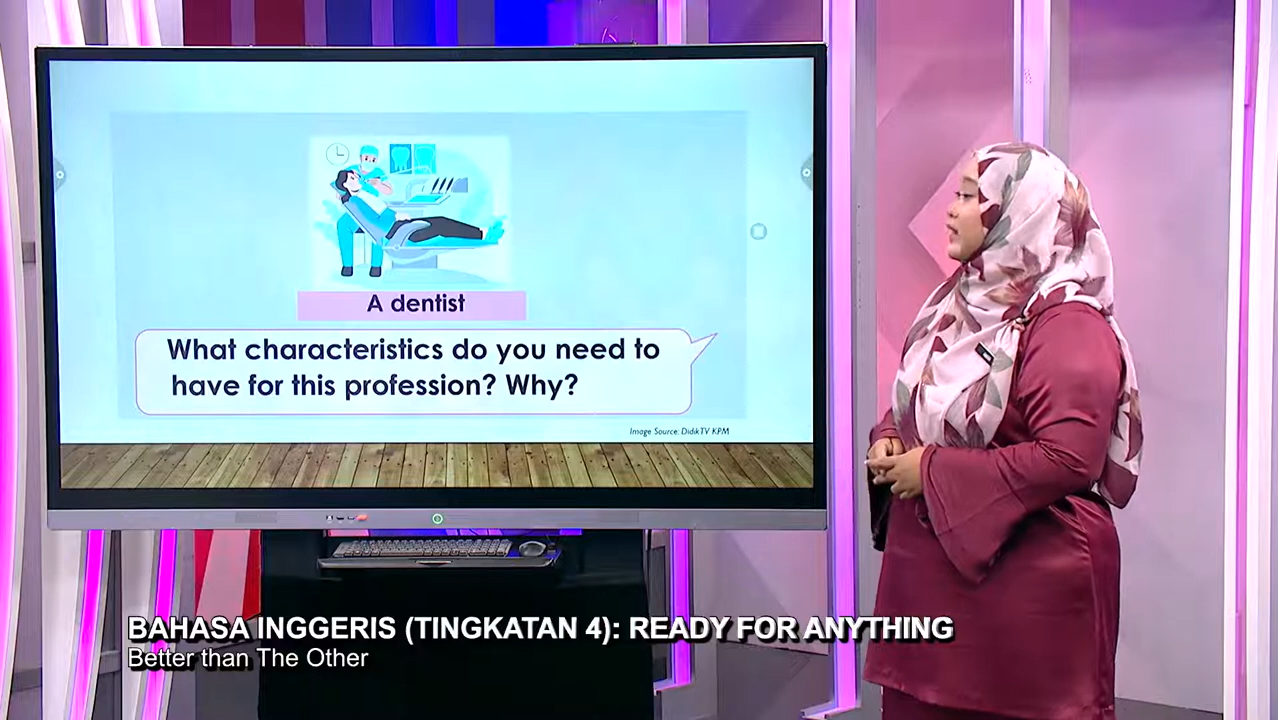 A dentist
What characteristics do you need to
have for this profession? Why?
Image Source: DidikTV KPM
BAHASA INGGERIS (TINGKATAN 4): READY FOR ANYTHING
Better than The Other